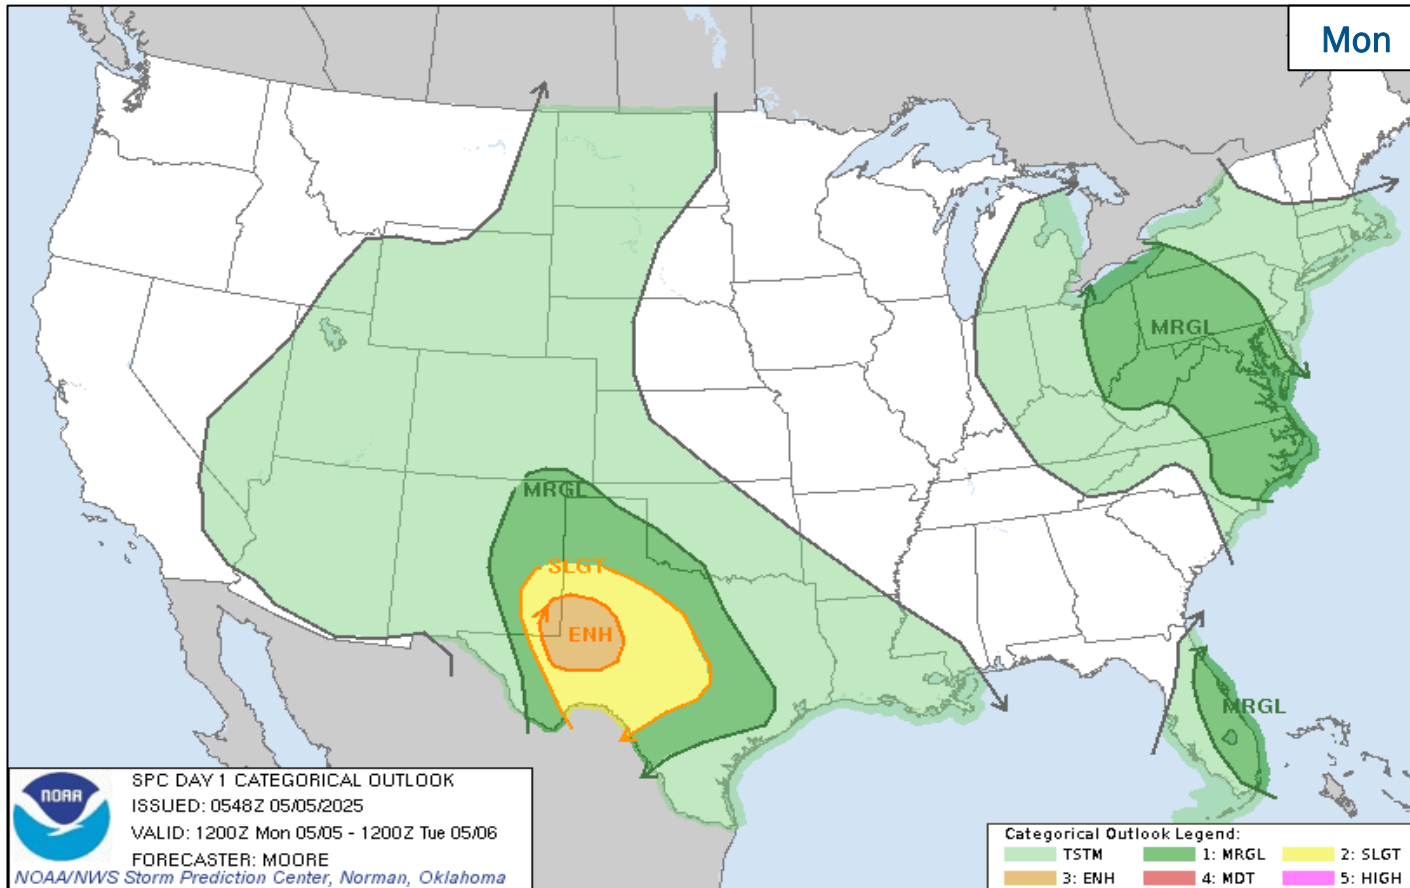 Mon
MRGL
MRGL
SLGT
ENH
MRGL
NOAA
SPC DAY 1 CATEGORICAL OUTLOOK
ISSUED: 0548Z 05/05/2025
VALID: 1200Z Mon 05/05 - 1200Z Tue 05/06
FORECASTER: MOORE
NOAA/NWS Storm Prediction Center, Norman, Oklahoma
Categorical Outlook Legend:
TSTM 1: MRGL 2: SLGT
3: ENH 4: MDT 5: HIGH